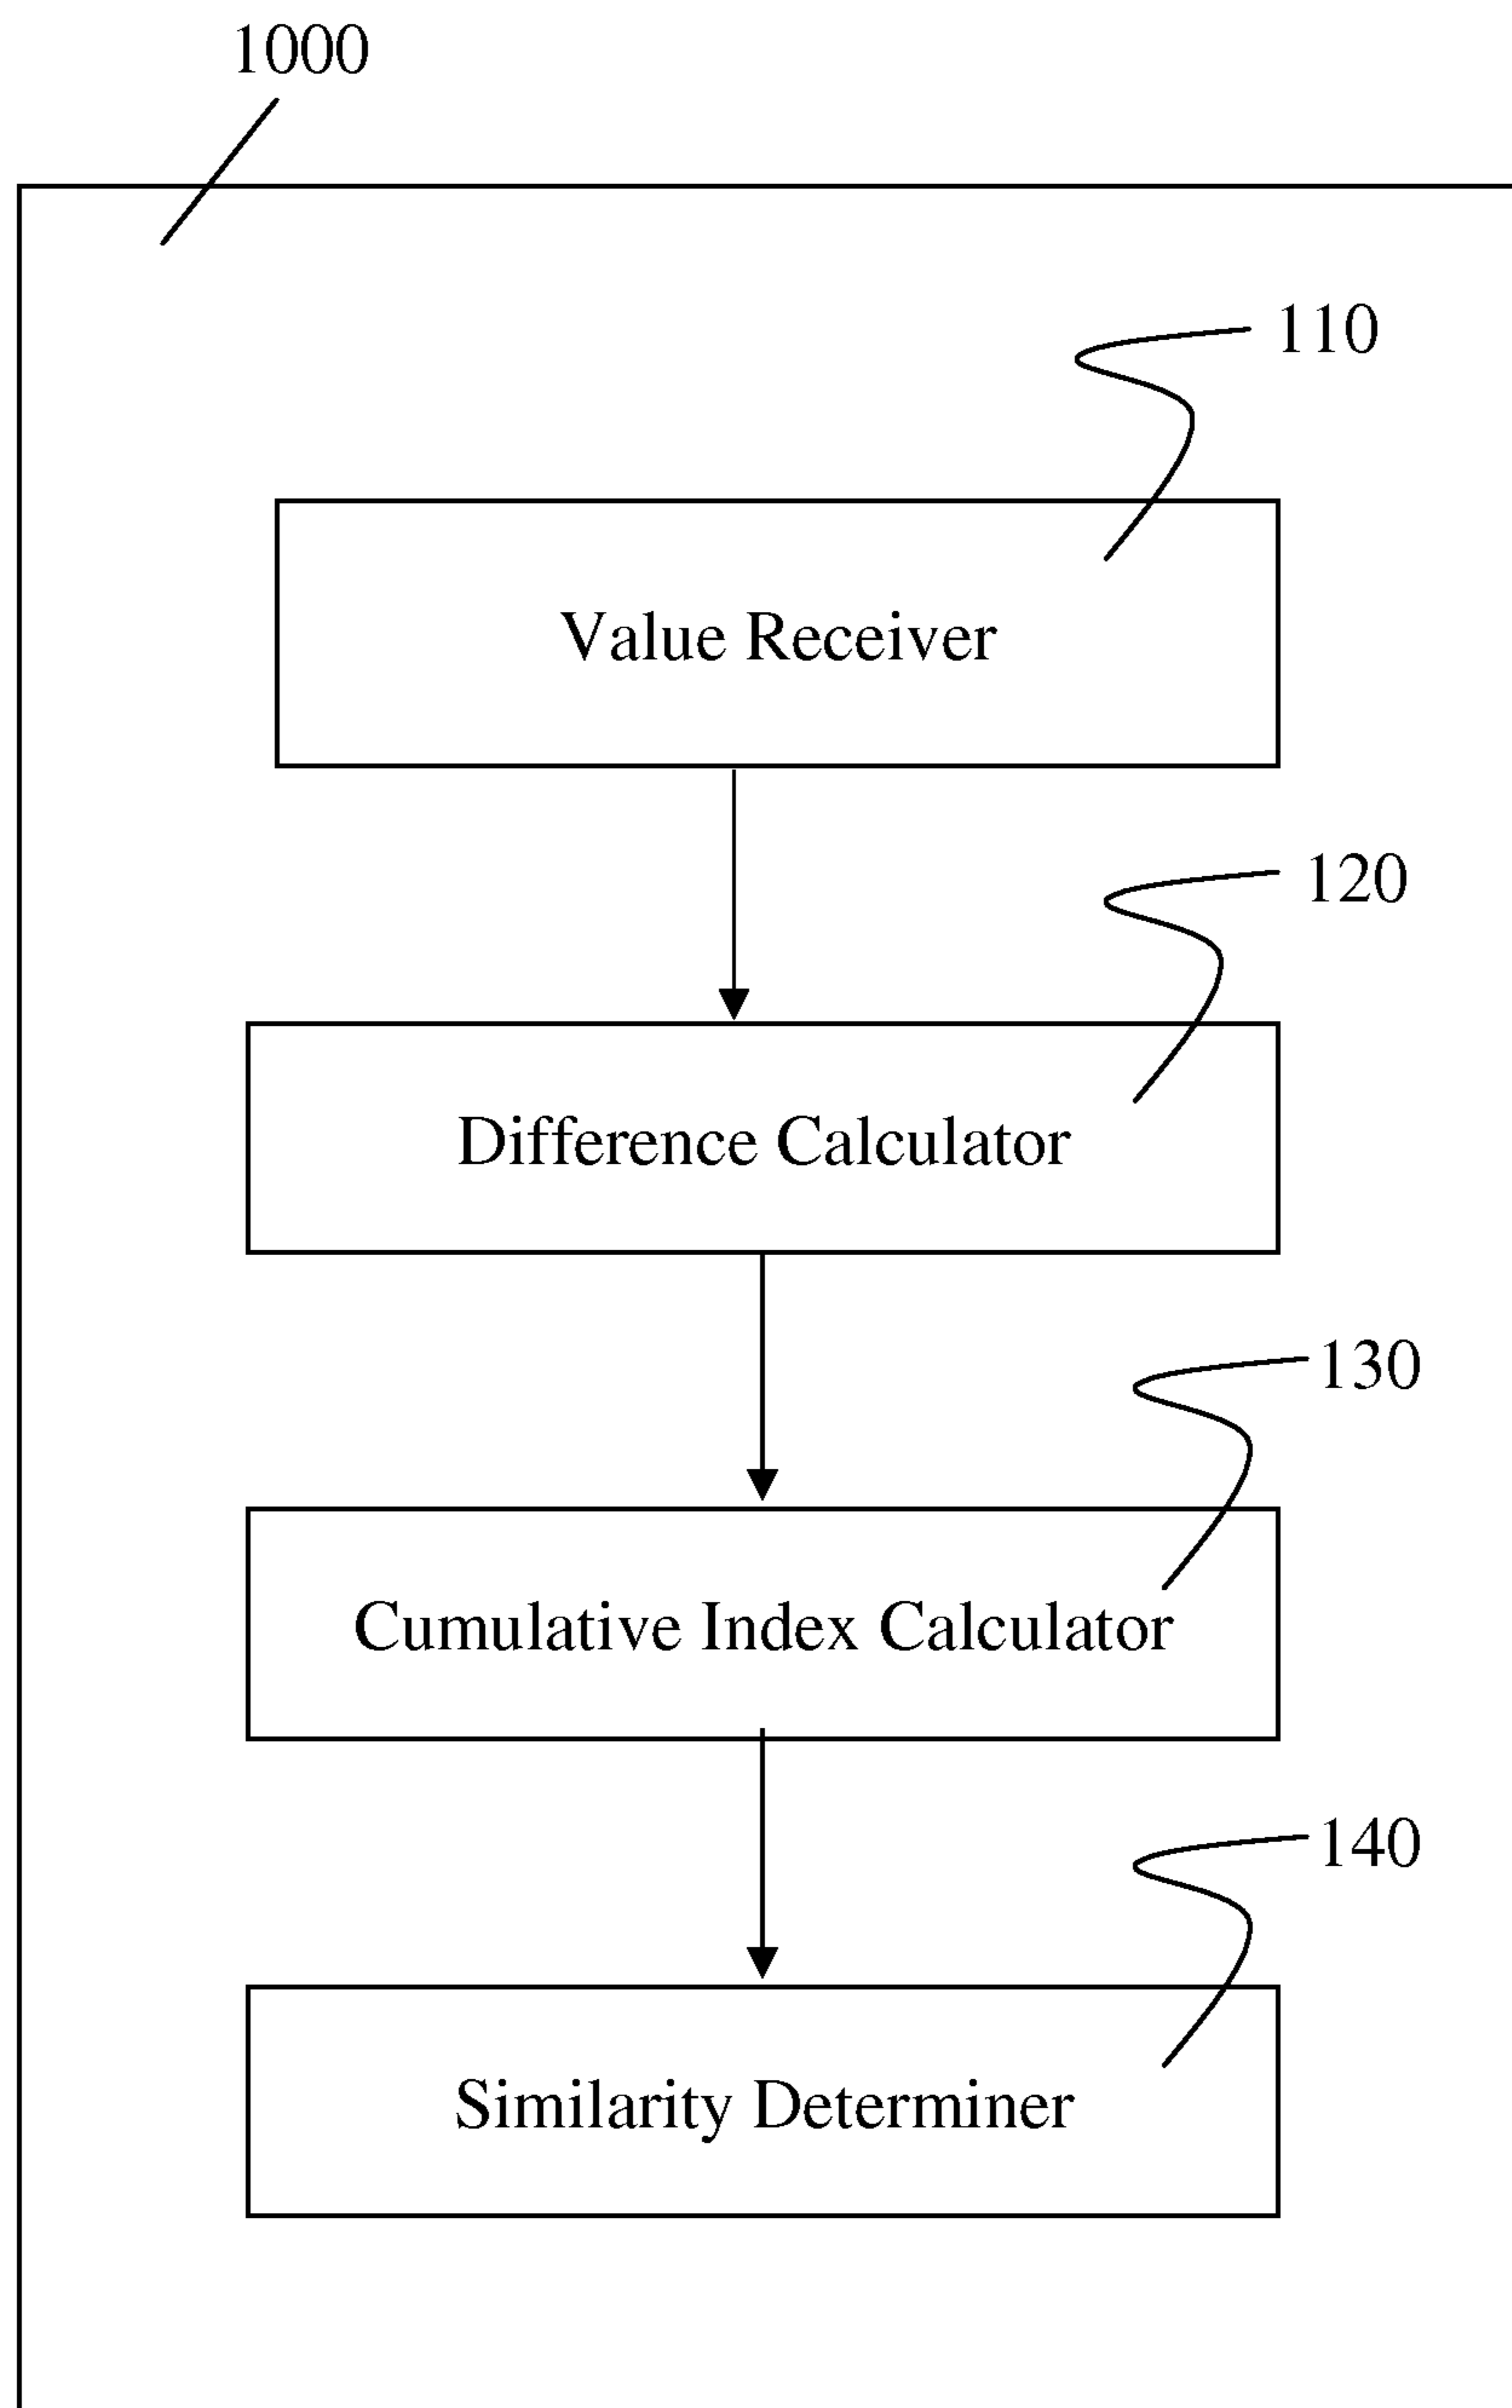 1000
110
Value Receiver
120
Difference Calculator
130
Cumulative Index Calculator
140
Similarity Determiner